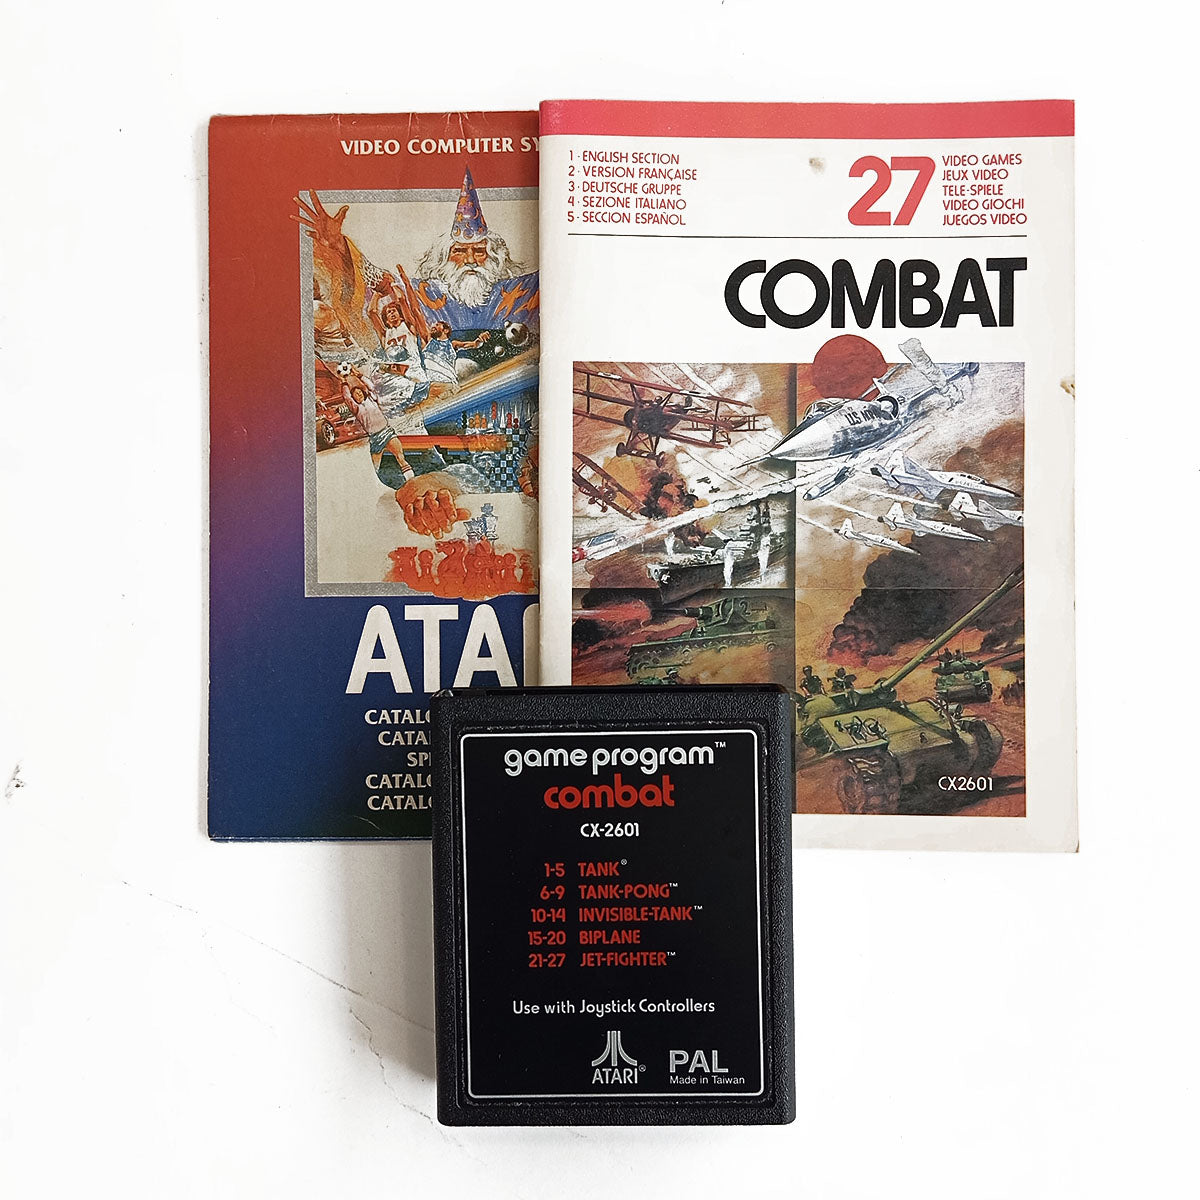 VIDEO COMPUTER SY
ATA
CATALO
CATAL
SPE
CATALO
CATALO
1 · ENGLISH SECTION
2 · VERSION FRANÇAISE
3 · DEUTSCHE GRUPPE
4 · SEZIONE ITALIANO
5 · SECCION ESPAÑOL
27
VIDEO GAMES
JEUX VIDEO
TELE-SPIELE
VIDEO GIOCHI
JUEGOS VIDEO
COMBAT
CX2601
game program™
combat
CX-2601
1-5 TANK®
6-9 TANK-PONG™
10-14 INVISIBLE-TANK™
15-20 BIPLANE
21-27 JET-FIGHTER™
Use with Joystick Controllers
ATARI®
PAL
Made in Taiwan